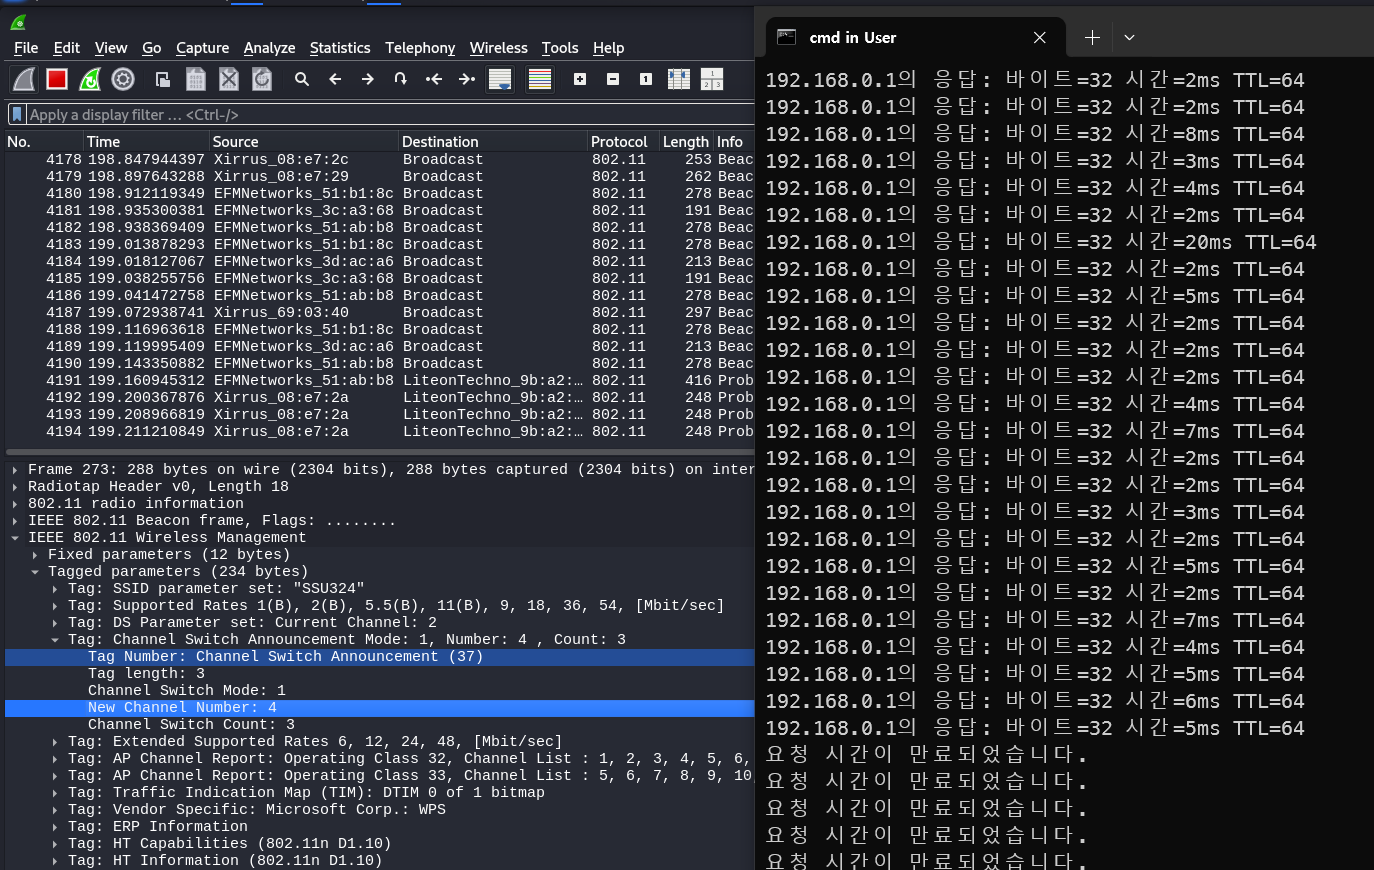 File Edit View Go Capture Analyze Statistics Telephony Wireless Tools Help
Apply a display filter … <Ctrl-/>
No. Time Source Destination Protocol Length Info
4178 198.847944397 Xirrus_08:e7:2c Broadcast 802.11 253 Beac
4179 198.897643288 Xirrus_08:e7:29 Broadcast 802.11 262 Beac
4180 198.912119349 EFMNetworks_51:b1:8c Broadcast 802.11 278 Beac
4181 198.935300381 EFMNetworks_3c:a3:68 Broadcast 802.11 191 Beac
4182 198.938369409 EFMNetworks_51:ab:b8 Broadcast 802.11 278 Beac
4183 199.013878293 EFMNetworks_51:b1:8c Broadcast 802.11 278 Beac
4184 199.018127067 EFMNetworks_3d:ac:a6 Broadcast 802.11 213 Beac
4185 199.038255756 EFMNetworks_3c:a3:68 Broadcast 802.11 191 Beac
4186 199.041472758 EFMNetworks_51:ab:b8 Broadcast 802.11 278 Beac
4187 199.072938741 Xirrus_69:03:40 Broadcast 802.11 297 Beac
4188 199.116963618 EFMNetworks_51:b1:8c Broadcast 802.11 278 Beac
4189 199.119995409 EFMNetworks_3d:ac:a6 Broadcast 802.11 213 Beac
4190 199.143350882 EFMNetworks_51:ab:b8 Broadcast 802.11 278 Beac
4191 199.160945312 EFMNetworks_51:ab:b8 LiteonTechno_9b:a2:… 802.11 416 Prob
4192 199.200367876 Xirrus_08:e7:2a LiteonTechno_9b:a2:… 802.11 248 Prob
4193 199.208966819 Xirrus_08:e7:2a LiteonTechno_9b:a2:… 802.11 248 Prob
4194 199.211210849 Xirrus_08:e7:2a LiteonTechno_9b:a2:… 802.11 248 Prob
Frame 273: 288 bytes on wire (2304 bits), 288 bytes captured (2304 bits) on inter
Radiotap Header v0, Length 18
802.11 radio information
IEEE 802.11 Beacon frame, Flags: ........
IEEE 802.11 Wireless Management
Fixed parameters (12 bytes)
Tagged parameters (234 bytes)
Tag: SSID parameter set: "SSU324"
Tag: Supported Rates 1(B), 2(B), 5.5(B), 11(B), 9, 18, 36, 54, [Mbit/sec]
Tag: DS Parameter set: Current Channel: 2
Tag: Channel Switch Announcement Mode: 1, Number: 4 , Count: 3
Tag Number: Channel Switch Announcement (37)
Tag length: 3
Channel Switch Mode: 1
New Channel Number: 4
Channel Switch Count: 3
Tag: Extended Supported Rates 6, 12, 24, 48, [Mbit/sec]
Tag: AP Channel Report: Operating Class 32, Channel List : 1, 2, 3, 4, 5, 6,
Tag: AP Channel Report: Operating Class 33, Channel List : 5, 6, 7, 8, 9, 10,
Tag: Traffic Indication Map (TIM): DTIM 0 of 1 bitmap
Tag: Vendor Specific: Microsoft Corp.: WPS
Tag: ERP Information
Tag: HT Capabilities (802.11n D1.10)
Tag: HT Information (802.11n D1.10)
cmd in User
192.168.0.1의 응답: 바이트=32 시간=2ms TTL=64
192.168.0.1의 응답: 바이트=32 시간=2ms TTL=64
192.168.0.1의 응답: 바이트=32 시간=8ms TTL=64
192.168.0.1의 응답: 바이트=32 시간=3ms TTL=64
192.168.0.1의 응답: 바이트=32 시간=4ms TTL=64
192.168.0.1의 응답: 바이트=32 시간=2ms TTL=64
192.168.0.1의 응답: 바이트=32 시간=20ms TTL=64
192.168.0.1의 응답: 바이트=32 시간=2ms TTL=64
192.168.0.1의 응답: 바이트=32 시간=5ms TTL=64
192.168.0.1의 응답: 바이트=32 시간=2ms TTL=64
192.168.0.1의 응답: 바이트=32 시간=2ms TTL=64
192.168.0.1의 응답: 바이트=32 시간=2ms TTL=64
192.168.0.1의 응답: 바이트=32 시간=4ms TTL=64
192.168.0.1의 응답: 바이트=32 시간=7ms TTL=64
192.168.0.1의 응답: 바이트=32 시간=2ms TTL=64
192.168.0.1의 응답: 바이트=32 시간=2ms TTL=64
192.168.0.1의 응답: 바이트=32 시간=3ms TTL=64
192.168.0.1의 응답: 바이트=32 시간=2ms TTL=64
192.168.0.1의 응답: 바이트=32 시간=5ms TTL=64
192.168.0.1의 응답: 바이트=32 시간=2ms TTL=64
192.168.0.1의 응답: 바이트=32 시간=7ms TTL=64
192.168.0.1의 응답: 바이트=32 시간=4ms TTL=64
192.168.0.1의 응답: 바이트=32 시간=5ms TTL=64
192.168.0.1의 응답: 바이트=32 시간=6ms TTL=64
192.168.0.1의 응답: 바이트=32 시간=5ms TTL=64
요청 시간이 만료되었습니다.
요청 시간이 만료되었습니다.
요청 시간이 만료되었습니다.
요청 시간이 만료되었습니다.
요청 시간이 만료되었습니다.